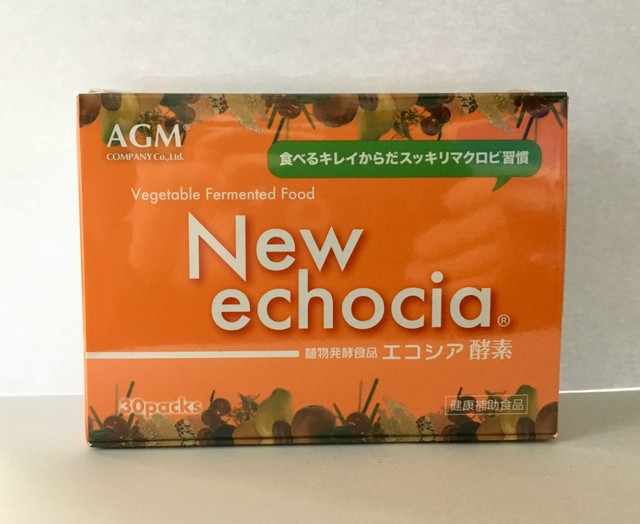 AGM®
COMPANY Co.,Ltd.
食べるキレイからだスッキリマクロビ習慣
Vegetable Fermented Food
New
echocia®
植物発酵食品 エコシア酵素
30packs
健康補助食品